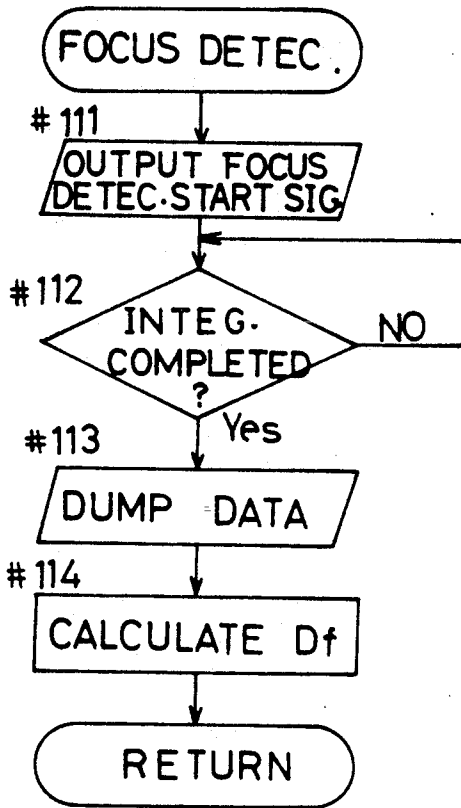 FOCUS DETEC.
#111
OUTPUT FOCUS
DETEC.START SIG
#112
INTEG.
COMPLETED
?
NO
Yes
#113
DUMP DATA
#114
CALCULATE Df
RETURN